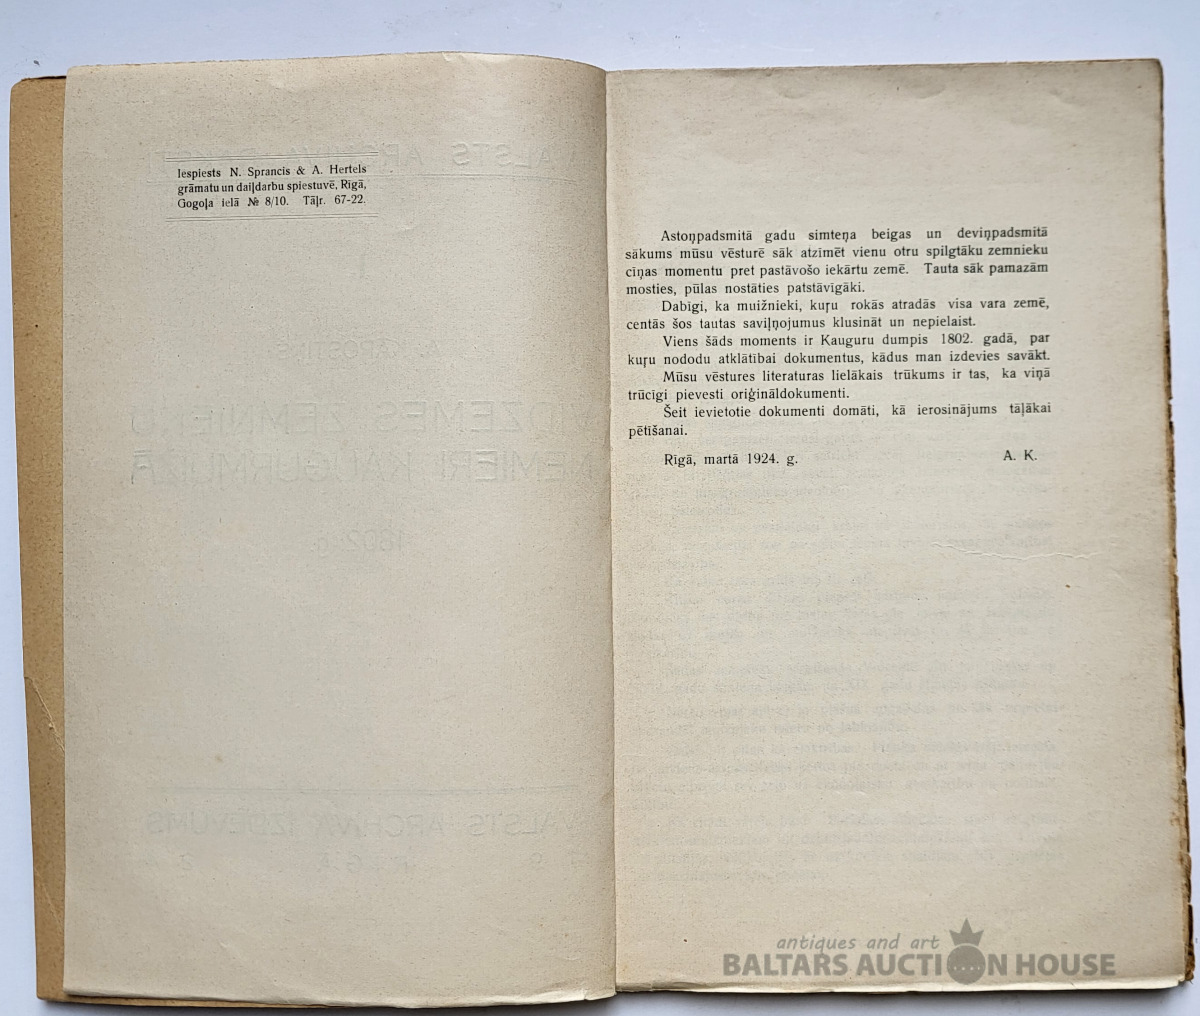 Iespiests N. Sprancis & A. Hertels
grāmatu un daiļdarbu spiestuvē, Rīgā,
Gogoļa ielā № 8/10. Tāļr. 67-22.
Astoņpadsmitā gadu simteņa beigas un deviņpadsmitā
sākums mūsu vēsturē sāk atzīmēt vienu otru spilgtāku zemnieku
ciņas momentu pret pastāvošo iekārtu zemē. Tauta sāk pamazām
mosties, pūlas nostāties patstāvīgāki.
Dabīgi, ka muižnieki, kuŗu rokās atradās visa vara zemē,
centās šos tautas saviļņojumus klusināt un nepielaist.
Viens šāds moments ir Kauguru dumpis 1802. gadā, par
kuŗu nododu atklātībai dokumentus, kādus man izdevies savākt.
Mūsu vēstures literaturas lielākais trūkums ir tas, ka viņā
trūcīgi pievesti oriģināldokumenti.
Šeit ievietotie dokumenti domāti, kā ierosinājums tāļākai
pētīšanai.
Rīgā, martā 1924. g. A. K.
antiques and art
BALTARS AUCTION HOUSE